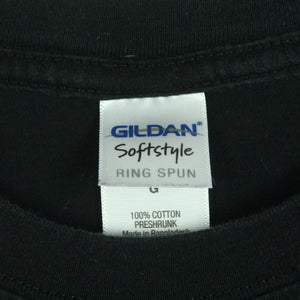 GILDAN®
Softstyle
RING SPUN
G
100% COTTON
PRESHRUNK
Made in Bangladesh